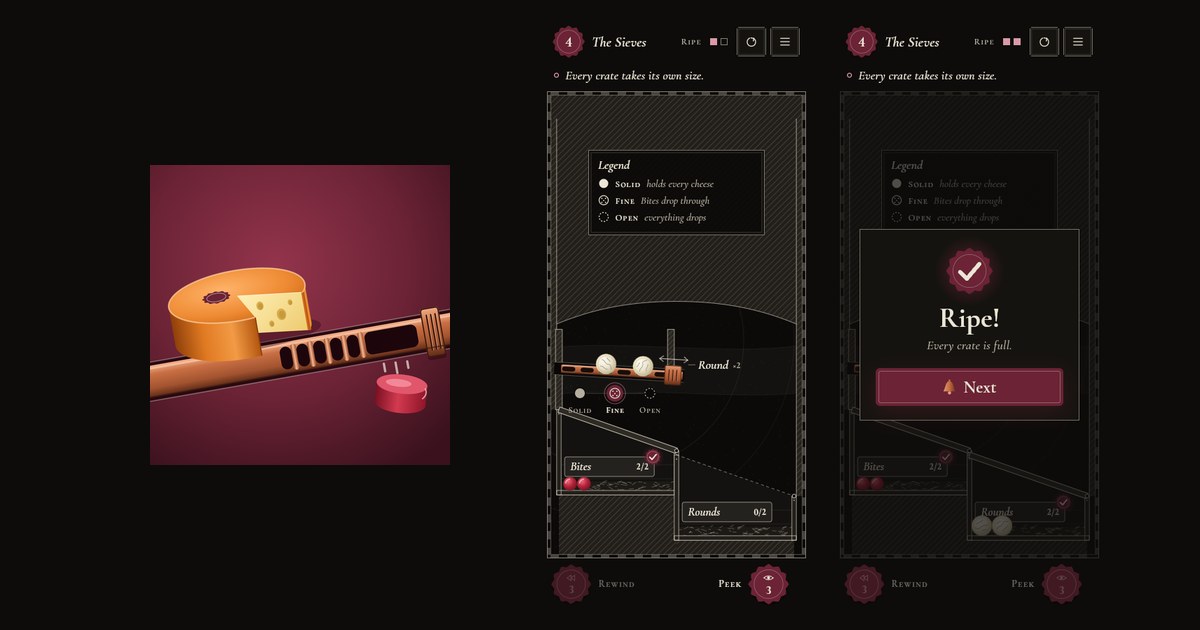 4 The Sieves RIPE
Every crate takes its own size.
Legend
SOLID holds every cheese
FINE Bites drop through
OPEN everything drops
Round ×2
SOLID FINE OPEN
Bites 2/2
Rounds 0/2
3 REWIND PEEK 3
4 The Sieves RIPE
Every crate takes its own size.
Legend
SOLID holds every cheese
FINE Bites drop through
OPEN everything drops
Ripe!
Every crate is full.
Next
Bites 2/2
Rounds 2/2
3 REWIND PEEK 3